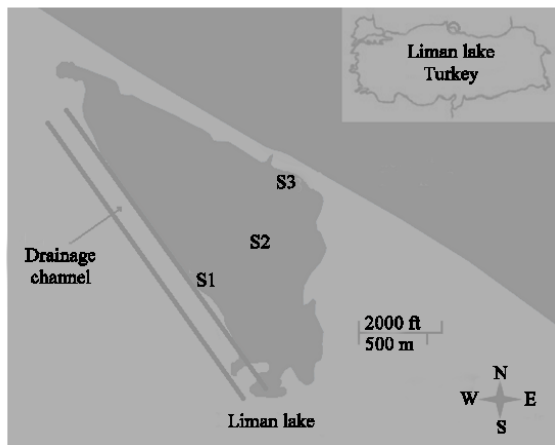 Liman lake
Turkey
S3
S2
Drainage
channel
S1
2000 ft
500 m
N
W
E
S
Liman lake